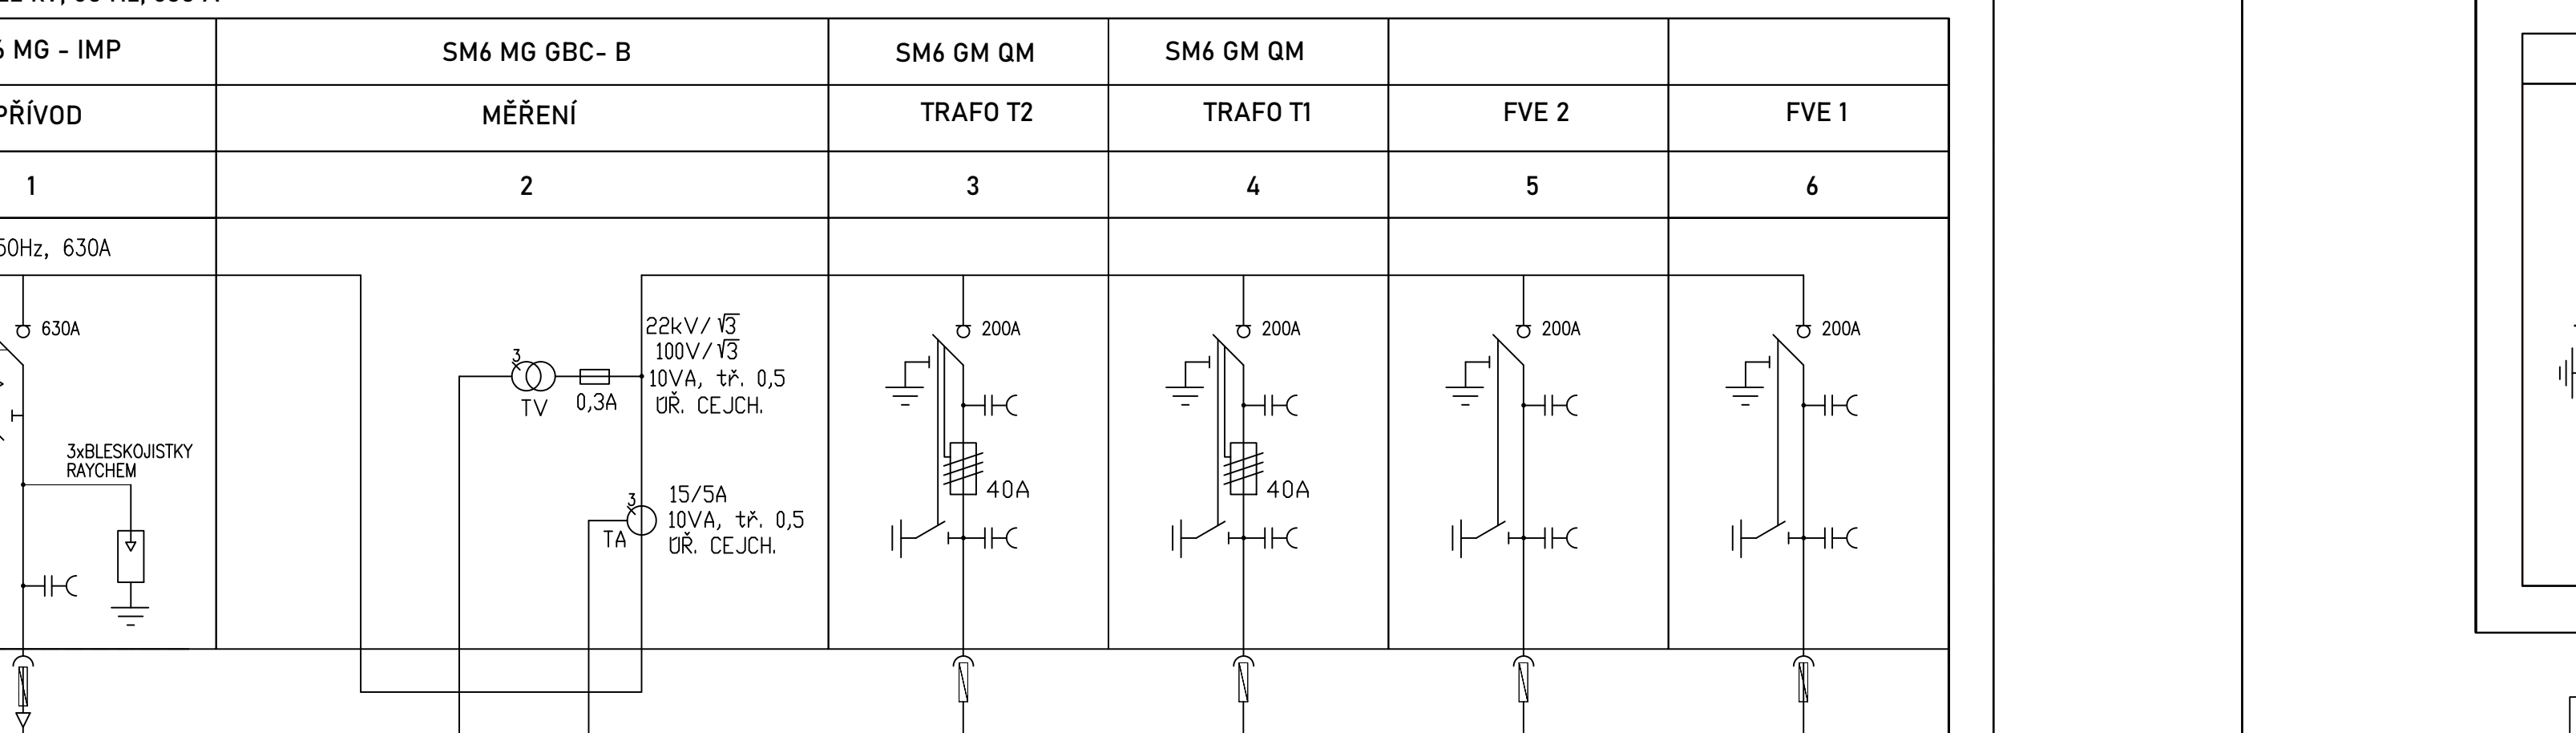 MG - IMP
SM6 MG GBC- B
SM6 GM QM
SM6 GM QM
PŘÍVOD
MĚŘENÍ
TRAFO T2
TRAFO T1
FVE 2
FVE 1
1
2
3
4
5
6
50Hz, 630A
630A
3xBLESKOJISTKY
RAYCHEM
3
TV
0,3A
22kV/√3
100V/√3
10VA, tř. 0,5
ÚŘ. CEJCH.
3
TA
15/5A
10VA, tř. 0,5
ÚŘ. CEJCH.
200A
40A
200A
40A
200A
200A